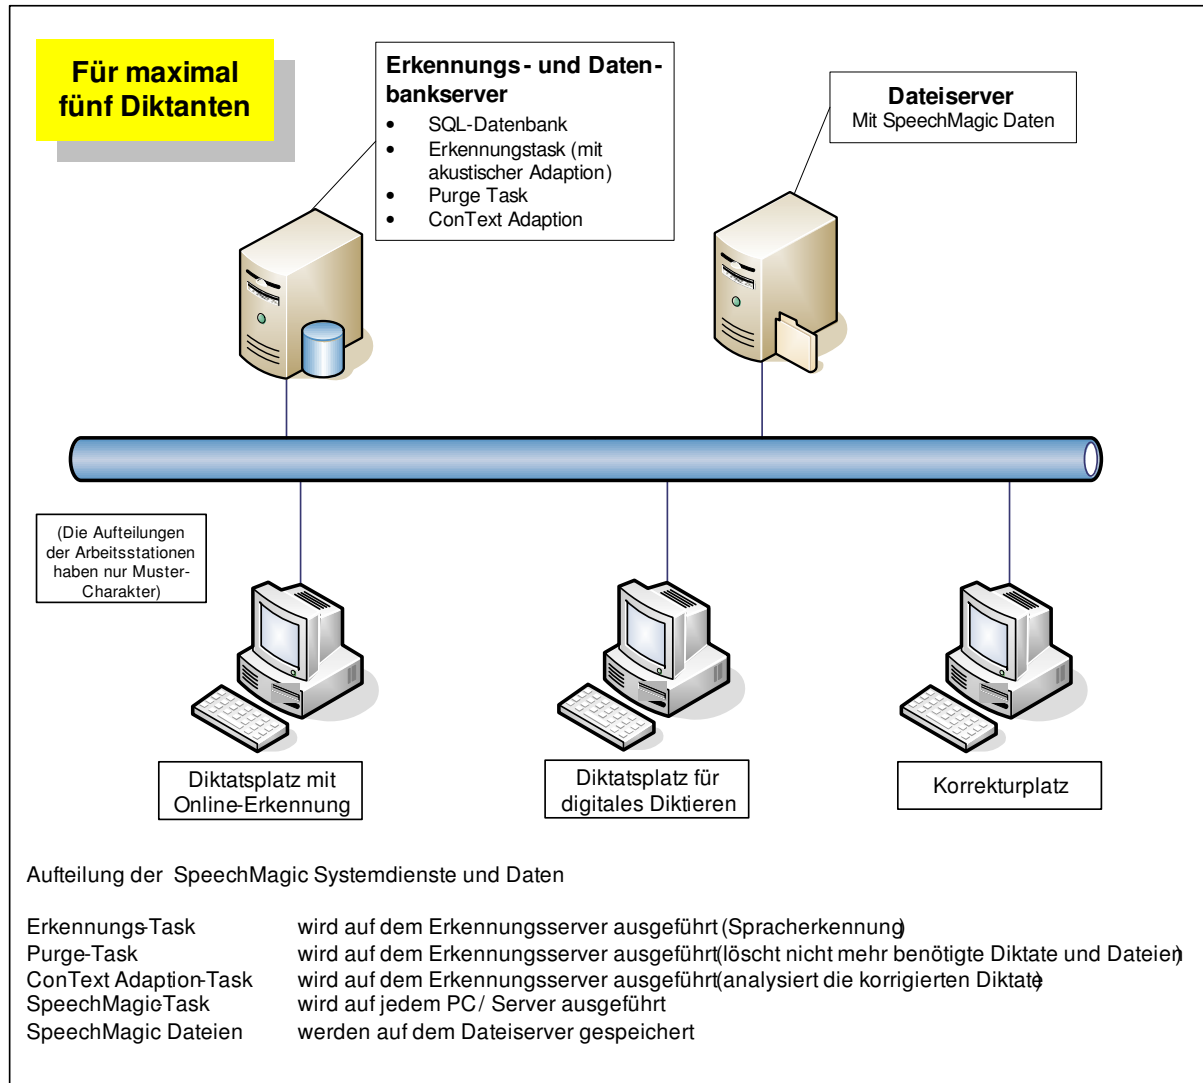 Für maximal
fünf Diktanten
Erkennungs- und Daten-
bankserver
• SQL-Datenbank
• Erkennungstask (mit
akustischer Adaption)
• Purge Task
• ConText Adaption
Dateiserver
Mit SpeechMagic Daten
(Die Aufteilungen
der Arbeitsstationen
haben nur Muster-
Charakter)
Diktatsplatz mit
Online-Erkennung
Diktatsplatz für
digitales Diktieren
Korrekturplatz
Aufteilung der SpeechMagic Systemdienste und Daten
Erkennungs-Task wird auf dem Erkennungsserver ausgeführt (Spracherkennung)
Purge-Task wird auf dem Erkennungsserver ausgeführt (löscht nicht mehr benötigte Diktate und Dateien)
ConText Adaption-Task wird auf dem Erkennungsserver ausgeführt (analysiert die korrigierten Diktate)
SpeechMagic-Task wird auf jedem PC / Server ausgeführt
SpeechMagic Dateien werden auf dem Dateiserver gespeichert